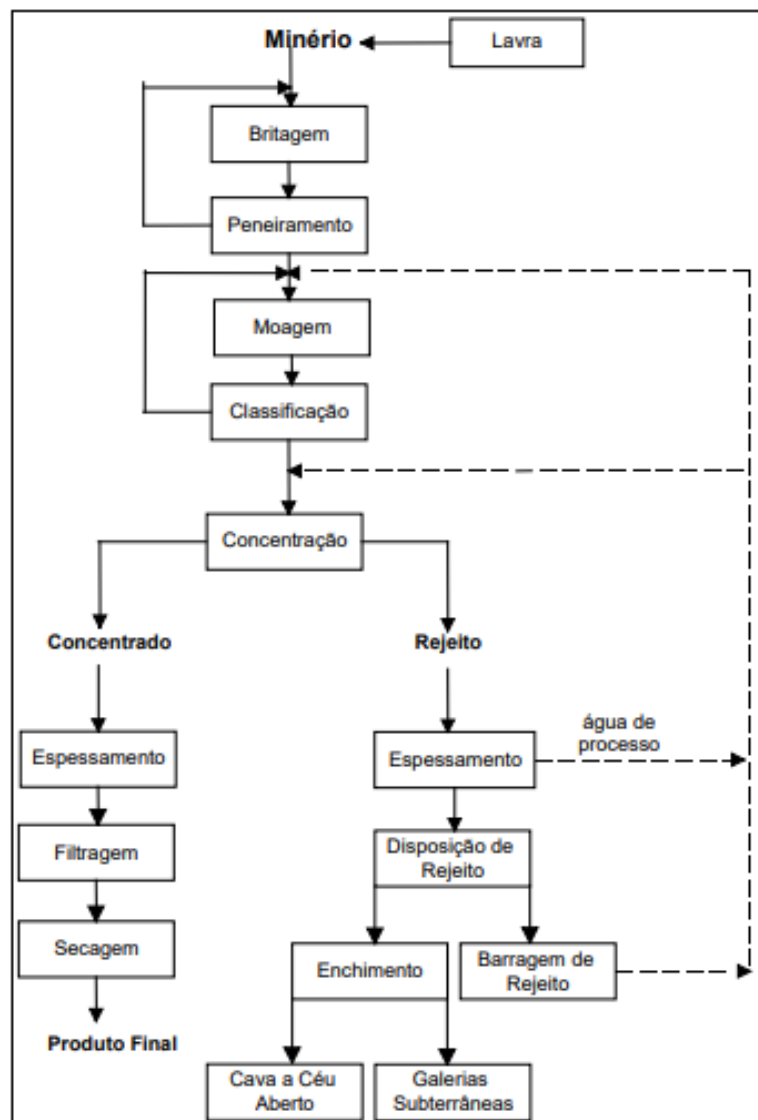 Minério
Lavra
Britagem
Peneiramento
Moagem
Classificação
Concentração
Concentrado
Rejeito
Espessamento
Espessamento
água de
processo
Filtragem
Disposição de
Rejeito
Secagem
Enchimento
Barragem de
Rejeito
Produto Final
Cava a Céu
Aberto
Galerias
Subterrâneas